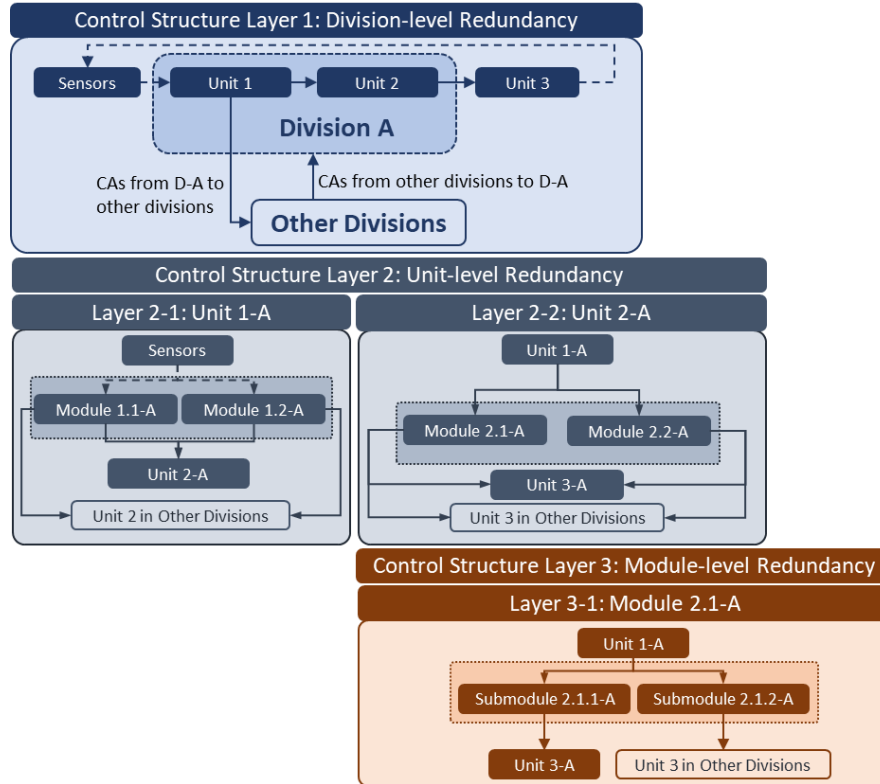 Control Structure Layer 1: Division-level Redundancy
Sensors
Unit 1
Unit 2
Unit 3
Division A
CAs from D-A to
other divisions
CAs from other divisions to D-A
Other Divisions
Control Structure Layer 2: Unit-level Redundancy
Layer 2-1: Unit 1-A
Sensors
Module 1.1-A
Module 1.2-A
Unit 2-A
Unit 2 in Other Divisions
Layer 2-2: Unit 2-A
Unit 1-A
Module 2.1-A
Module 2.2-A
Unit 3-A
Unit 3 in Other Divisions
Control Structure Layer 3: Module-level Redundancy
Layer 3-1: Module 2.1-A
Unit 1-A
Submodule 2.1.1-A
Submodule 2.1.2-A
Unit 3-A
Unit 3 in Other Divisions